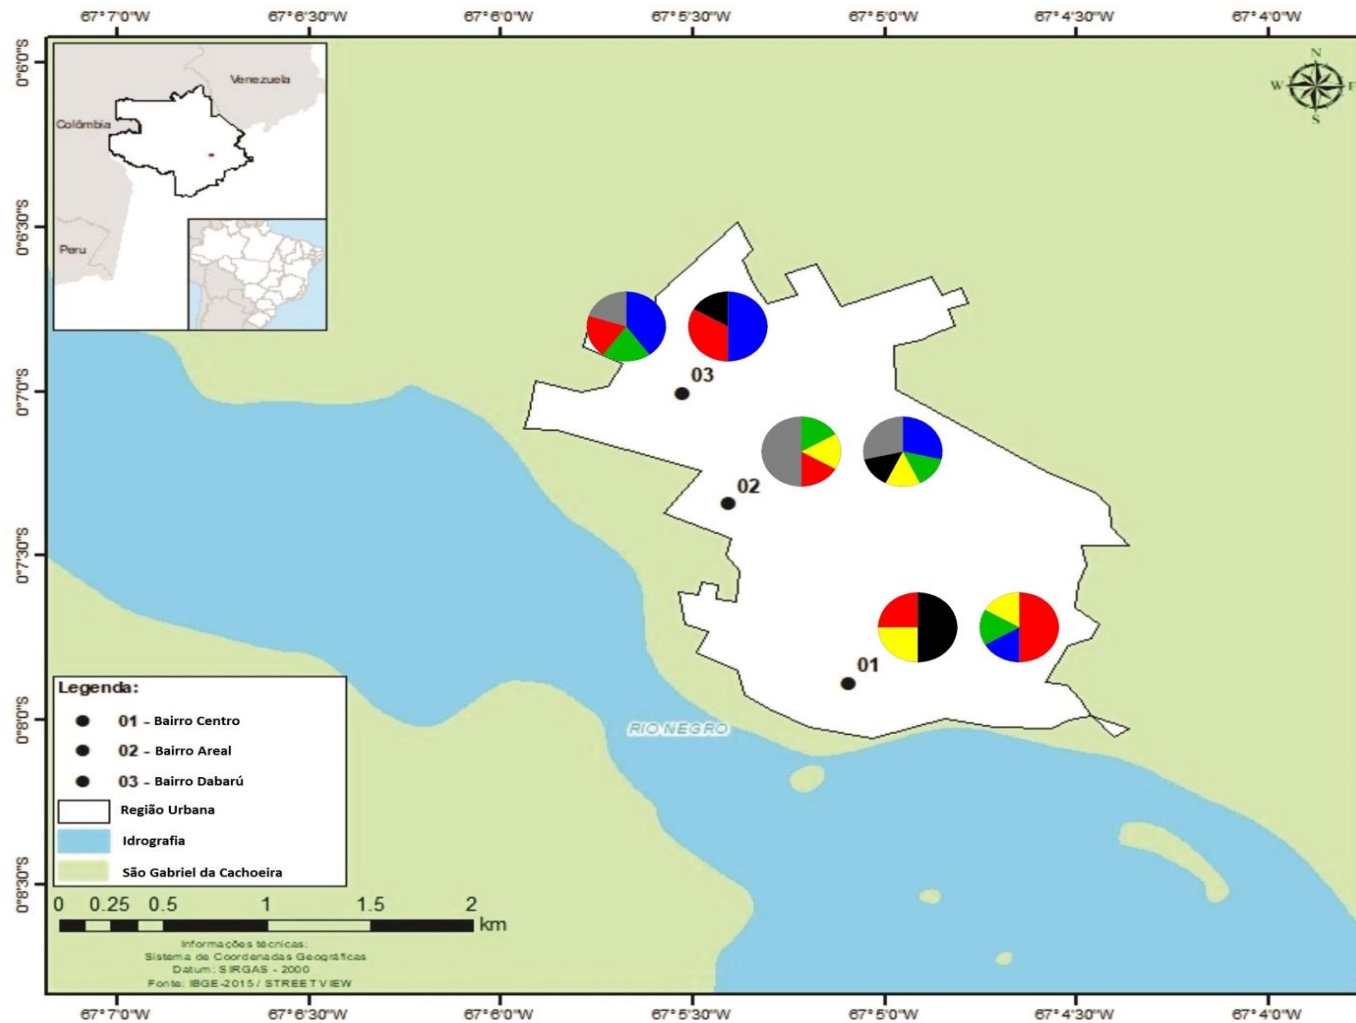 67°7'0"W 67°6'30"W 67°6'0"W 67°5'30"W 67°5'0"W 67°4'30"W 67°4'0"W
0°6'0"S
0°6'30"S
0°7'0"S
0°7'30"S
0°8'0"S
0°8'30"S
Venezuela
Colômbia
Peru
N
W E
S
03
02
01
RIO NEGRO
Legenda:
01 - Bairro Centro
02 - Bairro Areal
03 - Bairro Dabarú
Região Urbana
Idrografia
São Gabriel da Cachoeira
0 0.25 0.5 1 1.5 2
km
Informações técnicas:
Sistema de Coordenadas Geográficas
Datum: SIRGAS - 2000
Fonte: IBGE-2015 / STREET VIEW
67°7'0"W 67°6'30"W 67°6'0"W 67°5'30"W 67°5'0"W 67°4'30"W 67°4'0"W